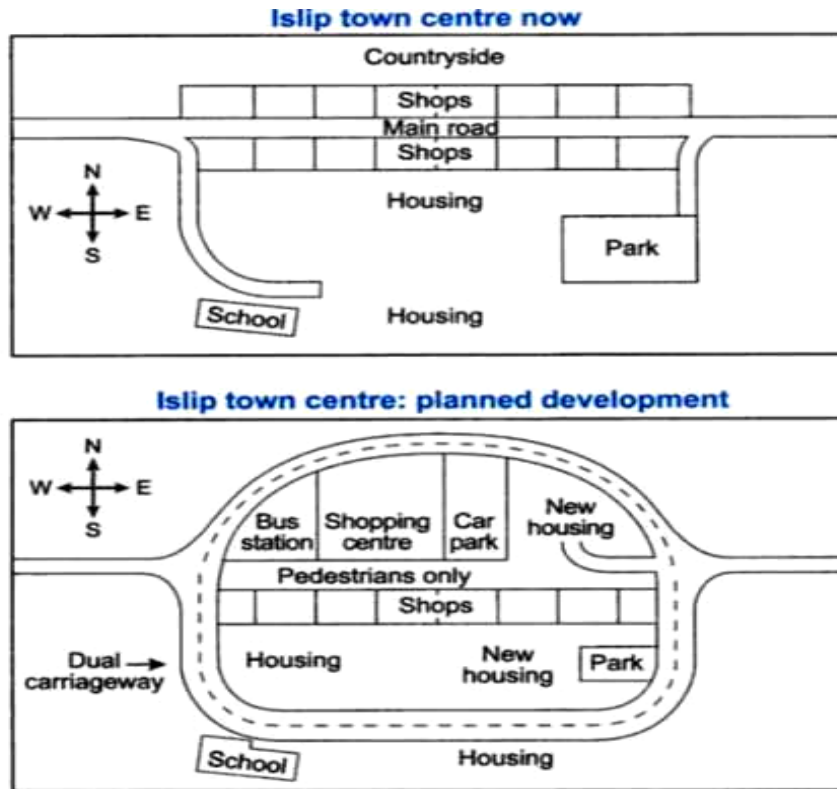 Islip town centre now
Countryside
Shops
Main road
Shops
N
W E
S
Housing
Park
School
Housing
Islip town centre: planned development
N
W E
S
Bus station
Shopping centre
Car park
New housing
Pedestrians only
Shops
Dual carriageway
Housing
New housing
Park
School
Housing